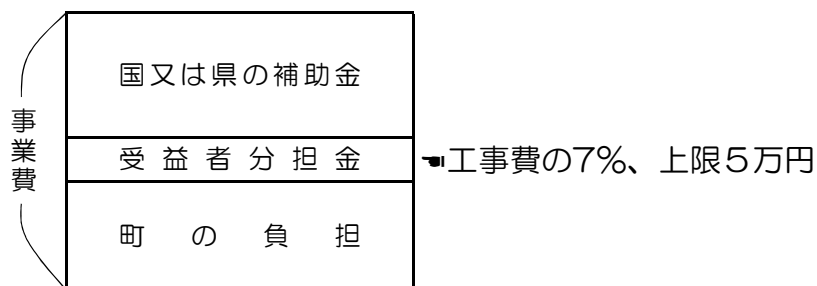 事業費
国又は県の補助金
受益者分担金
☚工事費の7%、上限5万円
町の負担